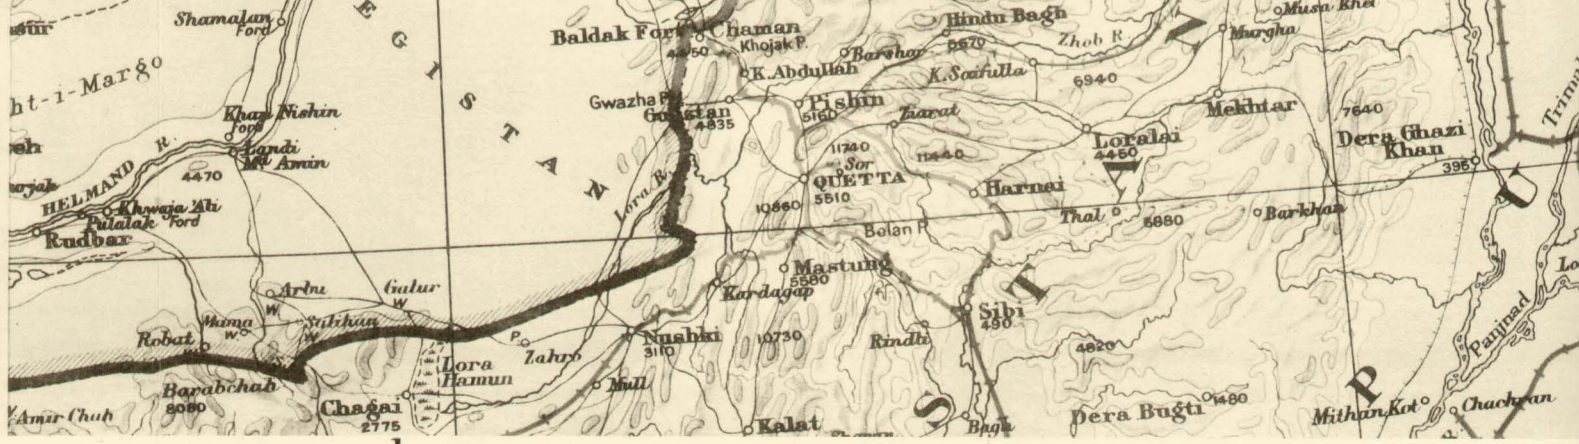 Shamalan
Ford
Baldak Fort
Chaman
4450
Khojak P.
Hindu Bagh
5670
Zhob R.
Musa Khel
Murgha
Barshor
K. Abdullah
K. Saifulla
6940
ht-i-Margo
E G I S T A N
Gwazha P.
Gulistan
4835
Pishin
5160
Ziarat
Mekhtar
7640
Dera Ghazi
Khan
395
Khan Nishin
Ford
Landi
Md Amin
4470
HELMAND R.
Loralai
4450
11740
Sor
11440
QUETTA
5510
Harnai
Khwaja Ali
Pulalak
Ford
Rudbar
Lora R.
10860
Thal
5880
Barkhan
Bolan P.
Mastung
5580
Kardagap
Arbu
W
Galur
W
Mama
W
Salihan
W
Robat
Nushki
3110
10730
Sibi
490
Rindli
4820
P
Zahro
Lora
Hamun
Barabchah
8080
Mull
Panjnad
Amir Chah
Chagai
2775
Kalat
Bagh
Dera Bugti
1480
Mithan Kot
Chachran
R.
N
A
T
S
U
P